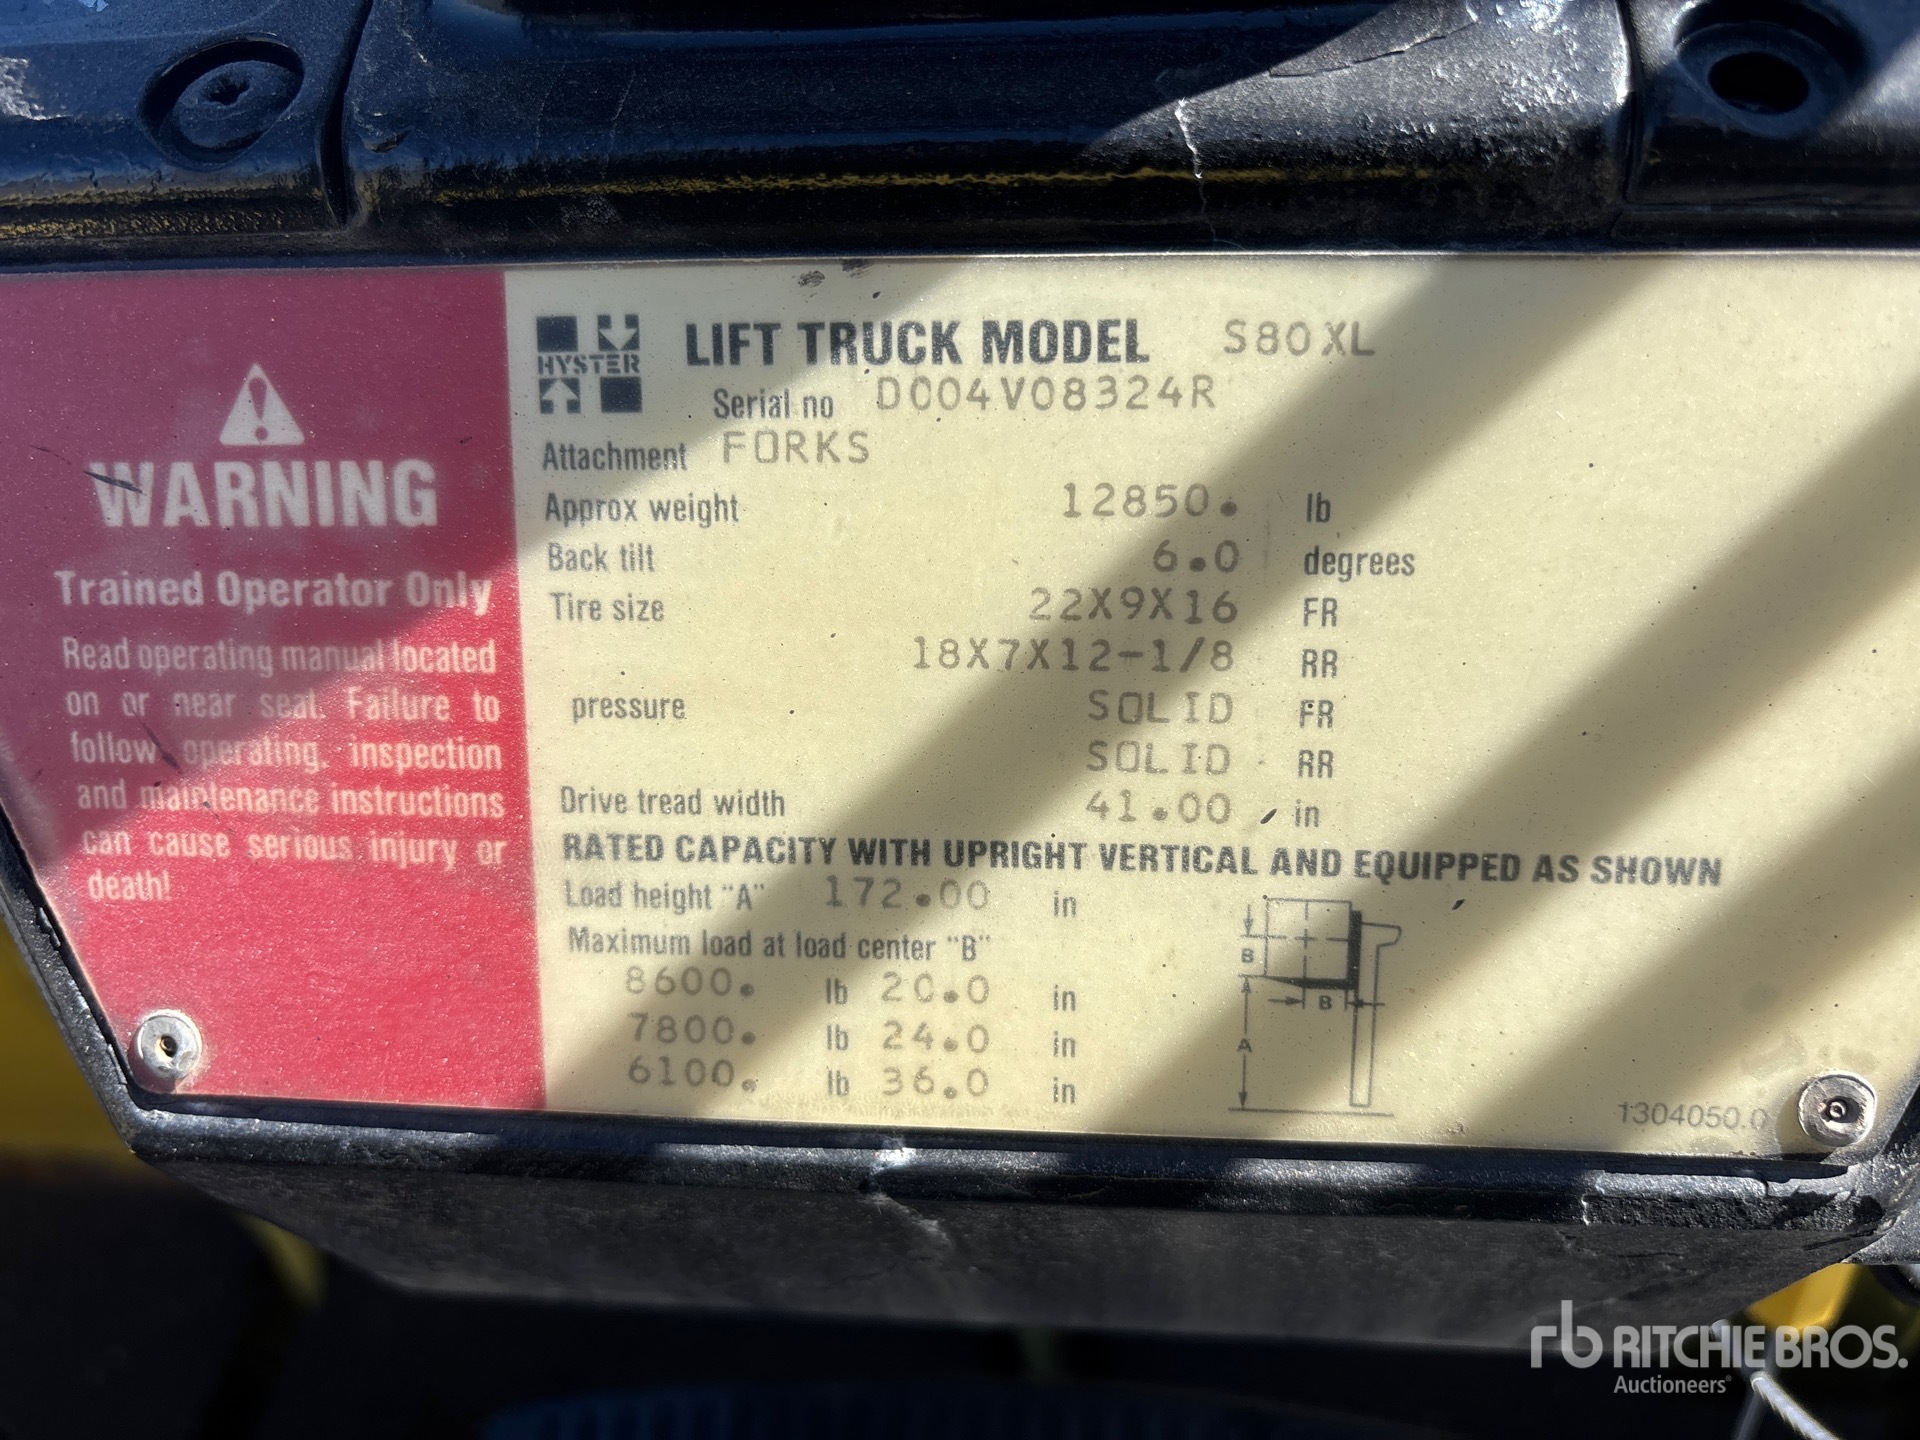 WARNING
Trained Operator Only
Read operating manual located
on or near seat. Failure to
follow operating, inspection
and maintenance instructions
can cause serious injury or
death!
HYSTER
LIFT TRUCK MODEL S80XL
Serial no D004V08324R
Attachment FORKS
Approx weight 12850. lb
Back tilt 6.0 degrees
Tire size 22X9X16 FR
18X7X12-1/8 RR
pressure SOLID FR
SOLID RR
Drive tread width 41.00 in
RATED CAPACITY WITH UPRIGHT VERTICAL AND EQUIPPED AS SHOWN
Load height "A" 172.00 in
Maximum load at load center "B"
8600. lb 20.0 in
7800. lb 24.0 in
6100. lb 36.0 in
B
B
A
1304050.0
rb RITCHIE BROS.
Auctioneers